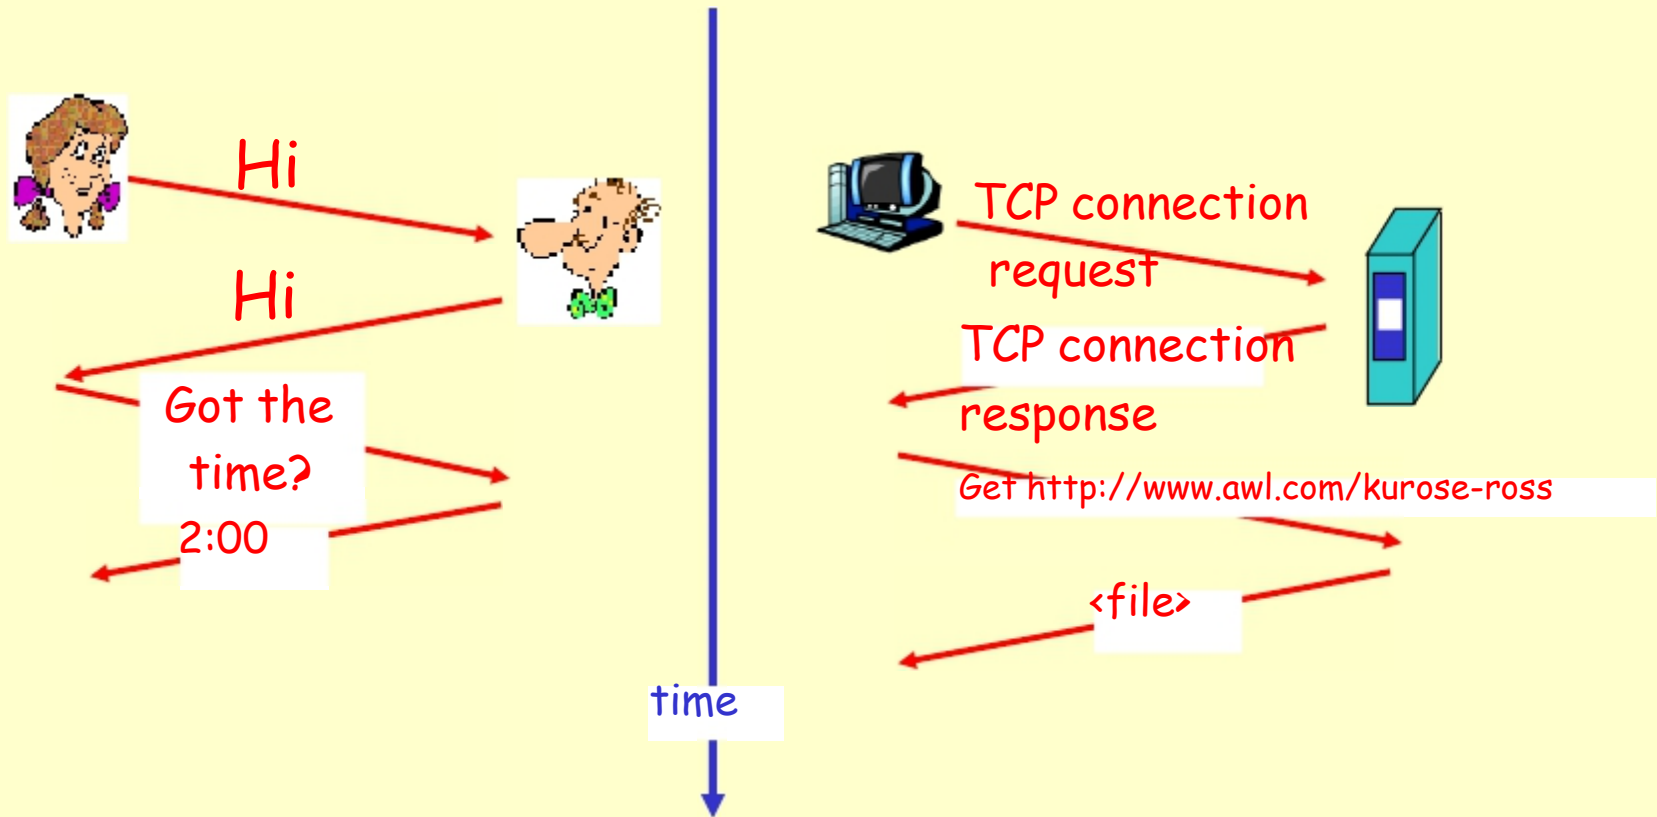 Hi
Hi
Got the
time?
2:00
time
TCP connection
request
TCP connection
response
Get http://www.awl.com/kurose-ross
<file>